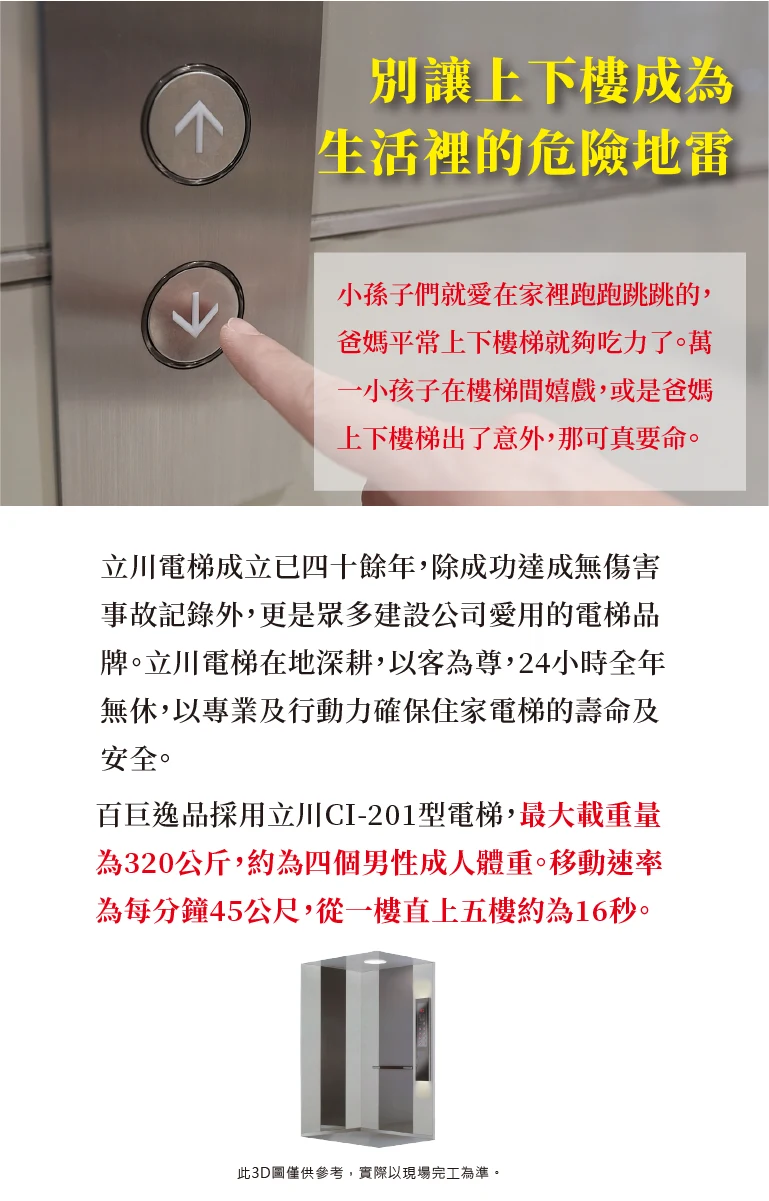 別讓上下樓成為
生活裡的危險地雷
小孫子們就愛在家裡跑跑跳跳的，
爸媽平常上下樓梯就夠吃力了。萬
一小孩子在樓梯間嬉戲，或是爸媽
上下樓梯出了意外，那可真要命。
立川電梯成立已四十餘年，除成功達成無傷害
事故記錄外，更是眾多建設公司愛用的電梯品
牌。立川電梯在地深耕，以客為尊，24小時全年
無休，以專業及行動力確保住家電梯的壽命及
安全。
百巨逸品採用立川CI-201型電梯，最大載重量
為320公斤，約為四個男性成人體重。移動速率
為每分鐘45公尺，從一樓直上五樓約為16秒。
此3D圖僅供參考，實際以現場完工為準。